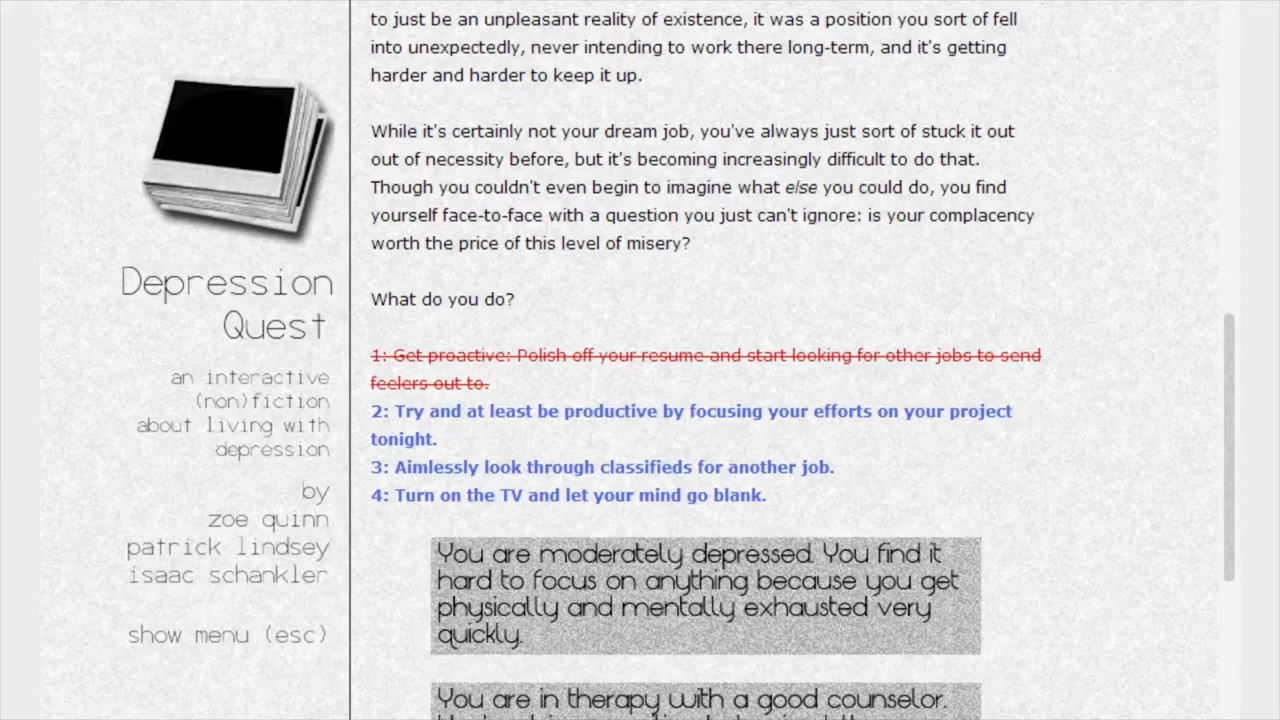 to just be an unpleasant reality of existence, it was a position you sort of fell
into unexpectedly, never intending to work there long-term, and it's getting
harder and harder to keep it up.
While it's certainly not your dream job, you've always just sort of stuck it out
out of necessity before, but it's becoming increasingly difficult to do that.
Though you couldn't even begin to imagine what else you could do, you find
yourself face-to-face with a question you just can't ignore: is your complacency
worth the price of this level of misery?
What do you do?
1: Get proactive: Polish off your resume and start looking for other jobs to send
feelers out to.
2: Try and at least be productive by focusing your efforts on your project
tonight.
3: Aimlessly look through classifieds for another job.
4: Turn on the TV and let your mind go blank.
You are moderately depressed. You find it
hard to focus on anything because you get
physically and mentally exhausted very
quickly.
You are in therapy with a good counselor.
Depression
Quest
an interactive
(non)fiction
about living with
depression
by
zoe quinn
patrick lindsey
isaac schankler
show menu (esc)